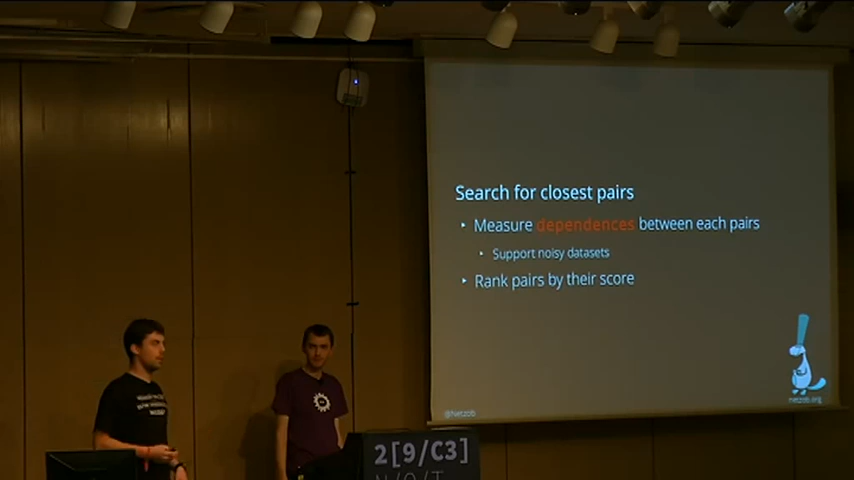 Search for closest pairs
‣ Measure dependences between each pairs
‣ Support noisy datasets
‣ Rank pairs by their score
@Netzob
netzob.org
2[9/C3]
N/O/T